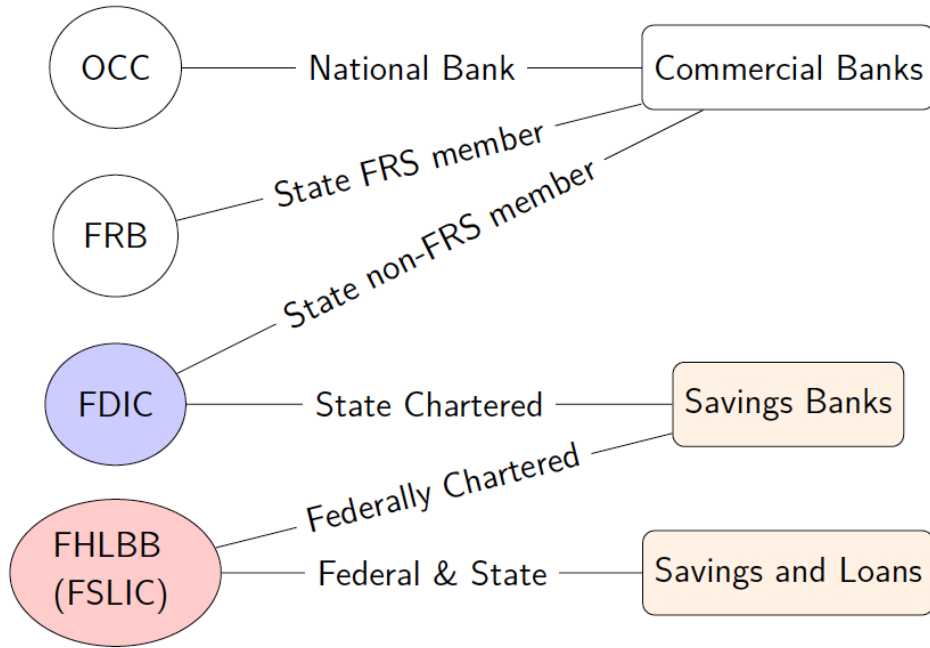 OCC
National Bank
Commercial Banks
State FRS member
FRB
State non-FRS member
FDIC
State Chartered
Savings Banks
Federally Chartered
FHLBB
(FSLIC)
Federal & State
Savings and Loans